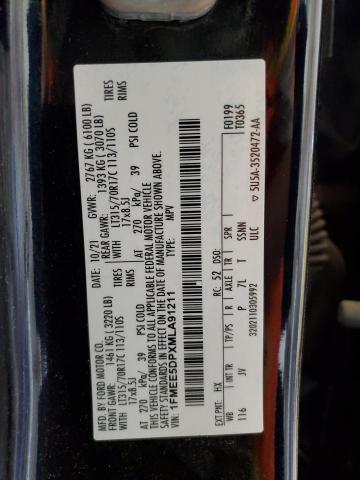 MFD. BY FORD MOTOR CO.
10/21
GVWR: 2767 KG ( 6100 LB)
FRONT GAWR: 1461 KG ( 3220 LB)
REAR GAWR: 1393 KG ( 3070 LB)
WITH LT315/70R17C 113/110S TIRES
WITH LT315/70R17C 113/110S TIRES
17x8.5J RIMS
17x8.5J RIMS
AT 270 kPa/ 39 PSI COLD
AT 270 kPa/ 39 PSI COLD
THIS VEHICLE CONFORMS TO ALL APPLICABLE FEDERAL MOTOR VEHICLE
SAFETY STANDARDS IN EFFECT ON THE DATE OF MANUFACTURE SHOWN ABOVE.
VIN: 1FMEE5DPXMLA91211
TYPE: MPV
F0199
T0365
EXT PNT: HX RC: 52 DSO:
WB INT TR TP/PS R AXLE TR SPR
116 JV P 7L T SSNN
ULC
3202110305992
5U5A-3520472-AA